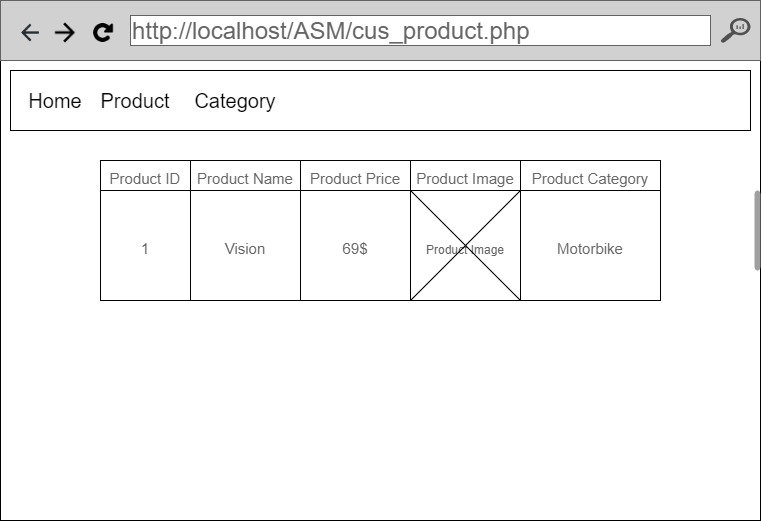 http://localhost/ASM/cus_product.php
Home Product Category
Product ID Product Name Product Price Product Image Product Category
1 Vision 69$ Product Image Motorbike